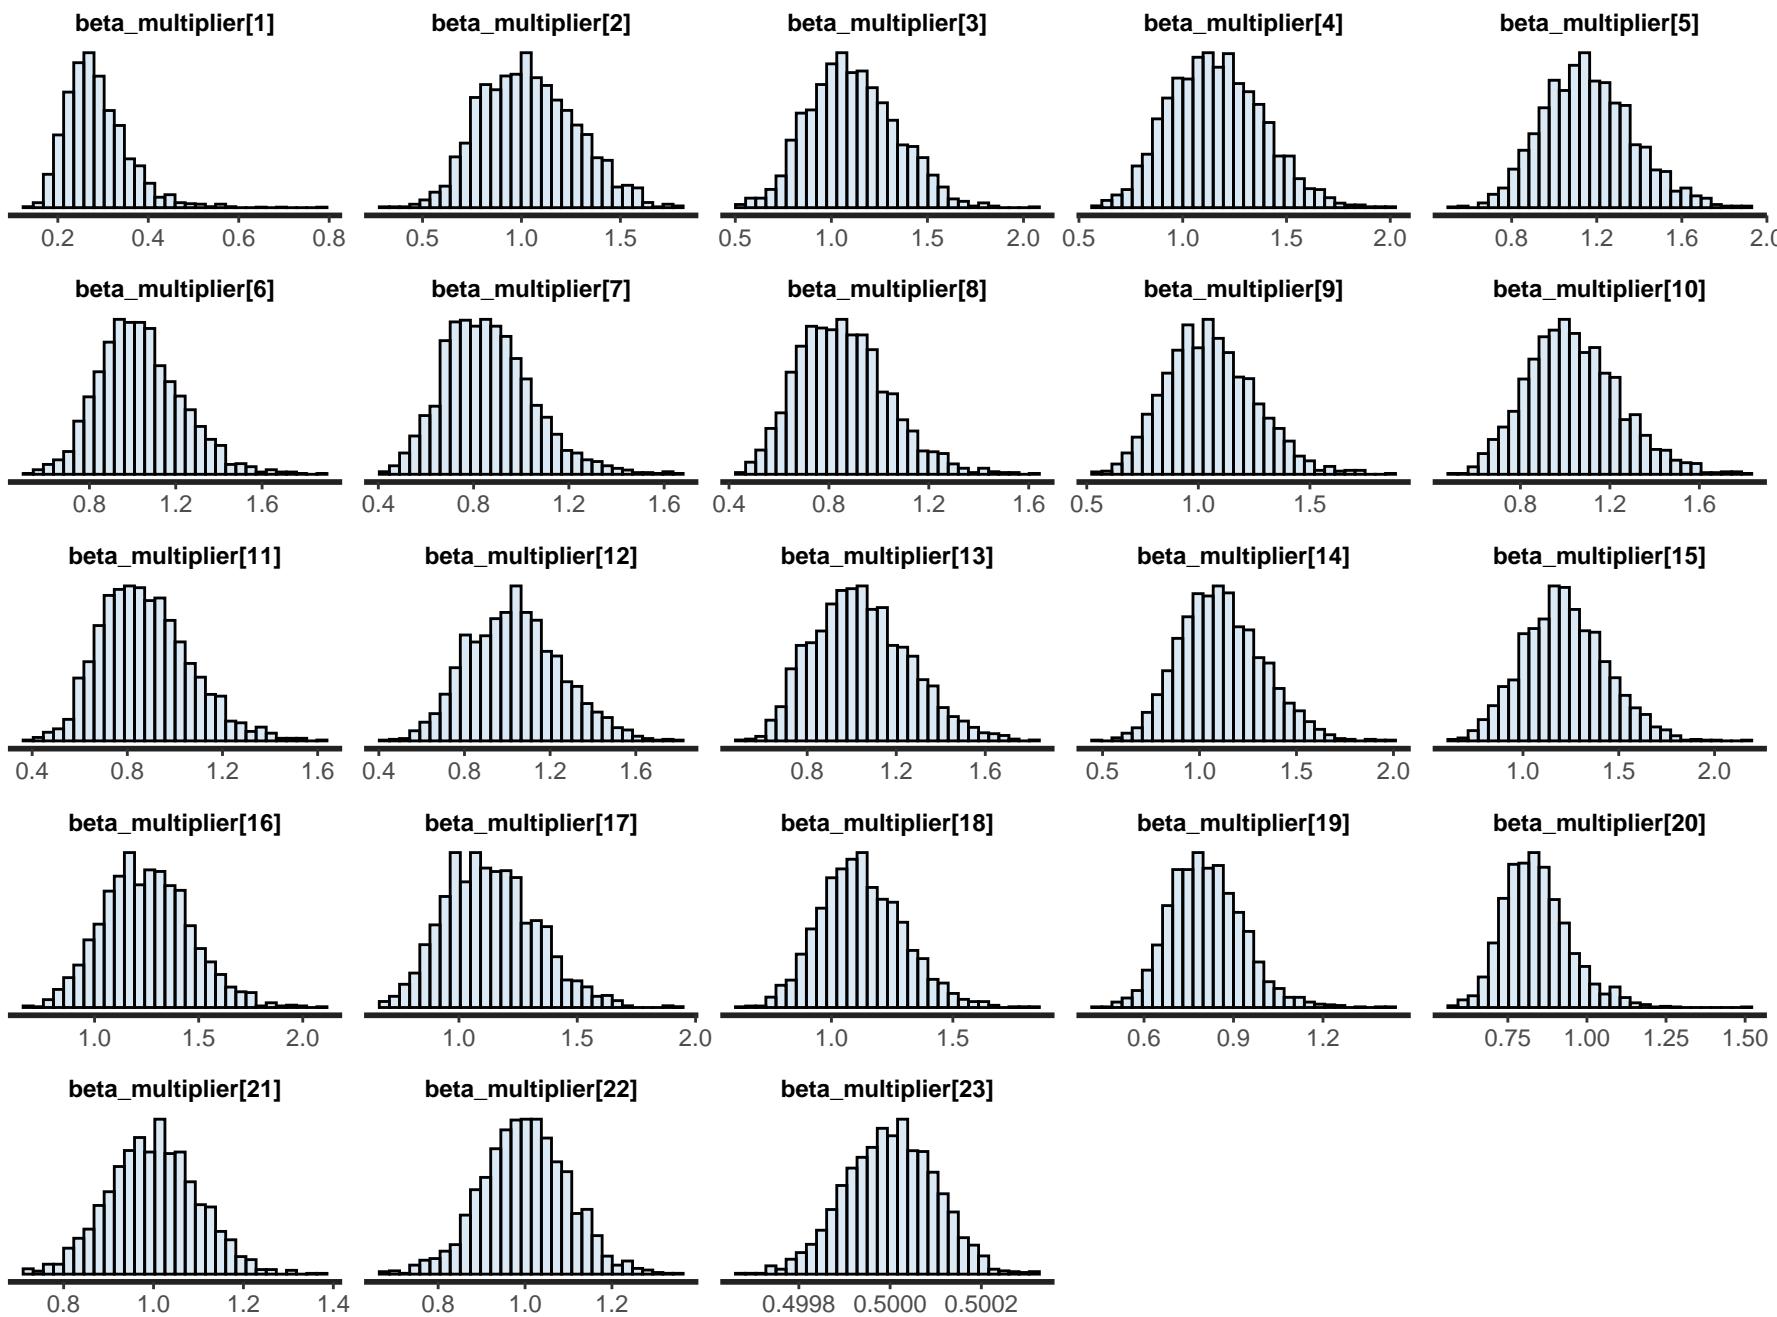 beta_multiplier[1] beta_multiplier[2] beta_multiplier[3] beta_multiplier[4] beta_multiplier[5]
0.2 0.4 0.6 0.8 0.5 1.0 1.5 0.5 1.0 1.5 2.0 0.5 1.0 1.5 2.0 0.8 1.2 1.6 2.0
beta_multiplier[6] beta_multiplier[7] beta_multiplier[8] beta_multiplier[9] beta_multiplier[10]
0.8 1.2 1.6 0.4 0.8 1.2 1.6 0.4 0.8 1.2 1.6 0.5 1.0 1.5 0.8 1.2 1.6
beta_multiplier[11] beta_multiplier[12] beta_multiplier[13] beta_multiplier[14] beta_multiplier[15]
0.4 0.8 1.2 1.6 0.4 0.8 1.2 1.6 0.8 1.2 1.6 0.5 1.0 1.5 2.0 1.0 1.5 2.0
beta_multiplier[16] beta_multiplier[17] beta_multiplier[18] beta_multiplier[19] beta_multiplier[20]
1.0 1.5 2.0 1.0 1.5 2.0 1.0 1.5 0.6 0.9 1.2 0.75 1.00 1.25 1.50
beta_multiplier[21] beta_multiplier[22] beta_multiplier[23]
0.8 1.0 1.2 1.4 0.8 1.0 1.2 0.4998 0.5000 0.5002